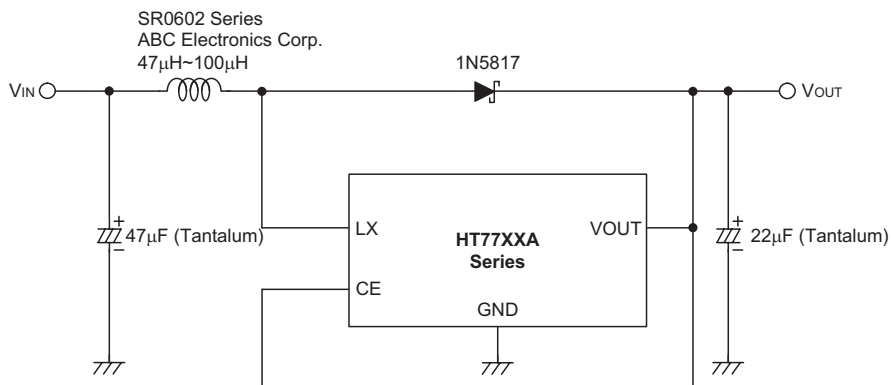 SR0602 Series
ABC Electronics Corp.
47μH~100μH
1N5817
VIN
VOUT
+
47μF (Tantalum)
−
LX
HT77XXA
Series
VOUT
CE
GND
+
22μF (Tantalum)
−